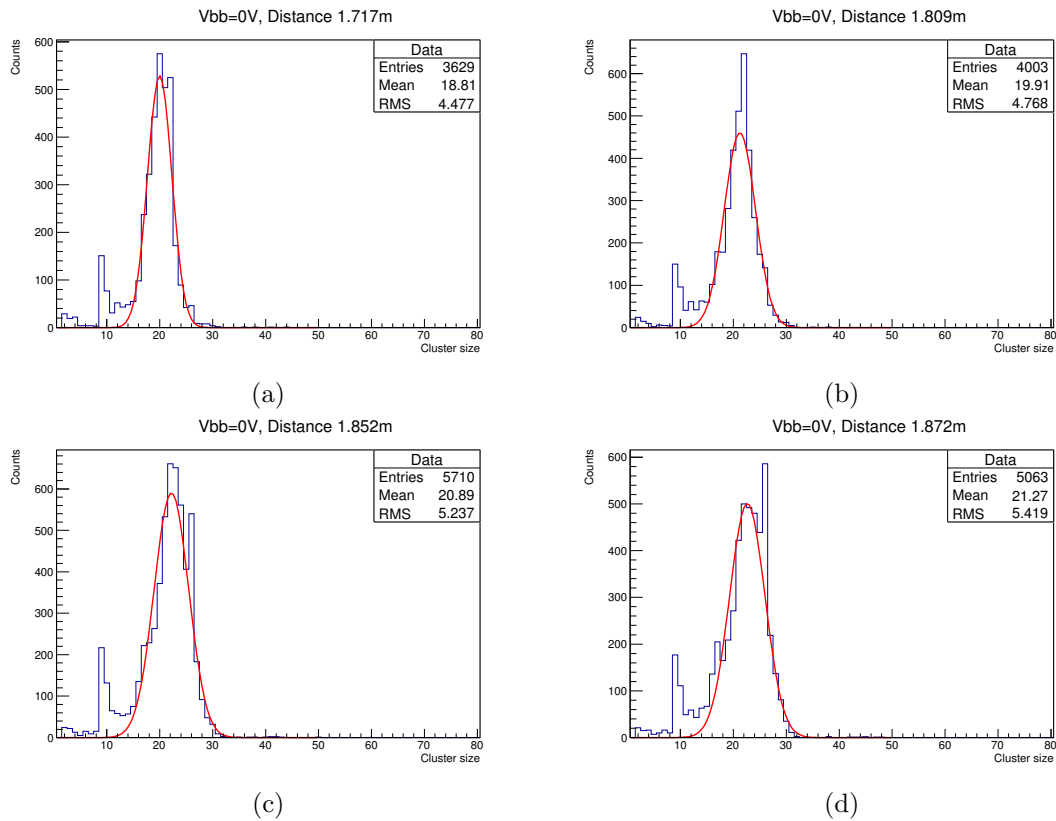 Vbb=0V, Distance 1.717m
Counts
600
500
400
300
200
100
0
10 20 30 40 50 60 70 80
Cluster size
Data
Entries 3629
Mean 18.81
RMS 4.477
(a)
Vbb=0V, Distance 1.809m
Counts
600
500
400
300
200
100
0
10 20 30 40 50 60 70 80
Cluster size
Data
Entries 4003
Mean 19.91
RMS 4.768
(b)
Vbb=0V, Distance 1.852m
Counts
600
500
400
300
200
100
0
10 20 30 40 50 60 70 80
Cluster size
Data
Entries 5710
Mean 20.89
RMS 5.237
(c)
Vbb=0V, Distance 1.872m
Counts
600
500
400
300
200
100
0
10 20 30 40 50 60 70 80
Cluster size
Data
Entries 5063
Mean 21.27
RMS 5.419
(d)